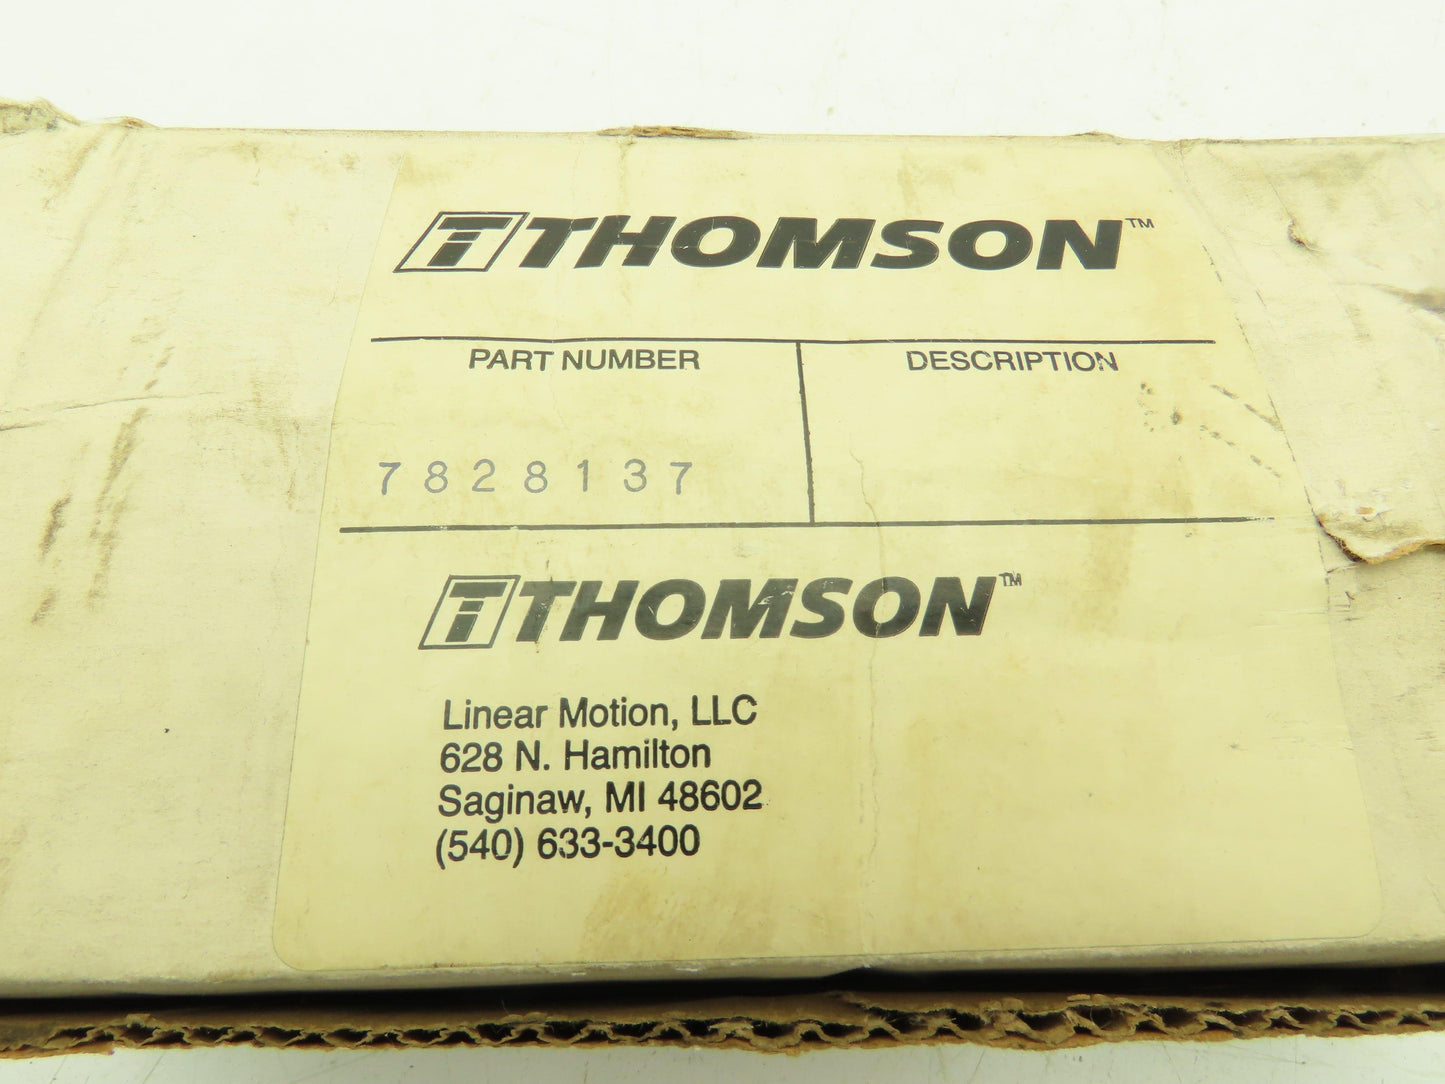 THOMSON™
PART NUMBER DESCRIPTION
7828137
THOMSON™
Linear Motion, LLC
628 N. Hamilton
Saginaw, MI 48602
(540) 633-3400